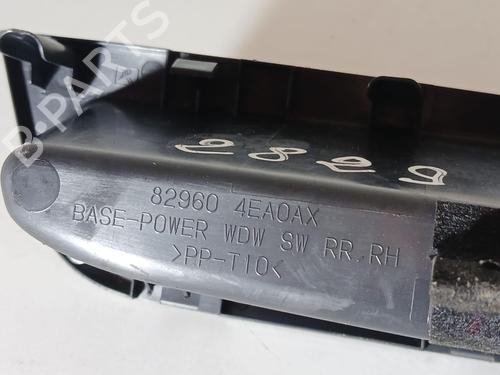 B-PARTS
82960 4EA0AX
BASE-POWER WDW SW RR.RH
>PP-T10<